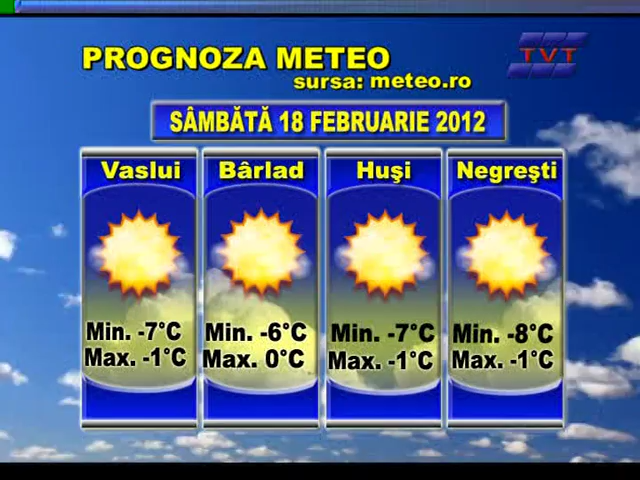 PROGNOZA METEO
sursa: meteo.ro
TVT
SÂMBĂTĂ 18 FEBRUARIE 2012
Vaslui
Min. -7°C
Max. -1°C
Bârlad
Min. -6°C
Max. 0°C
Huşi
Min. -7°C
Max. -1°C
Negreşti
Min. -8°C
Max. -1°C